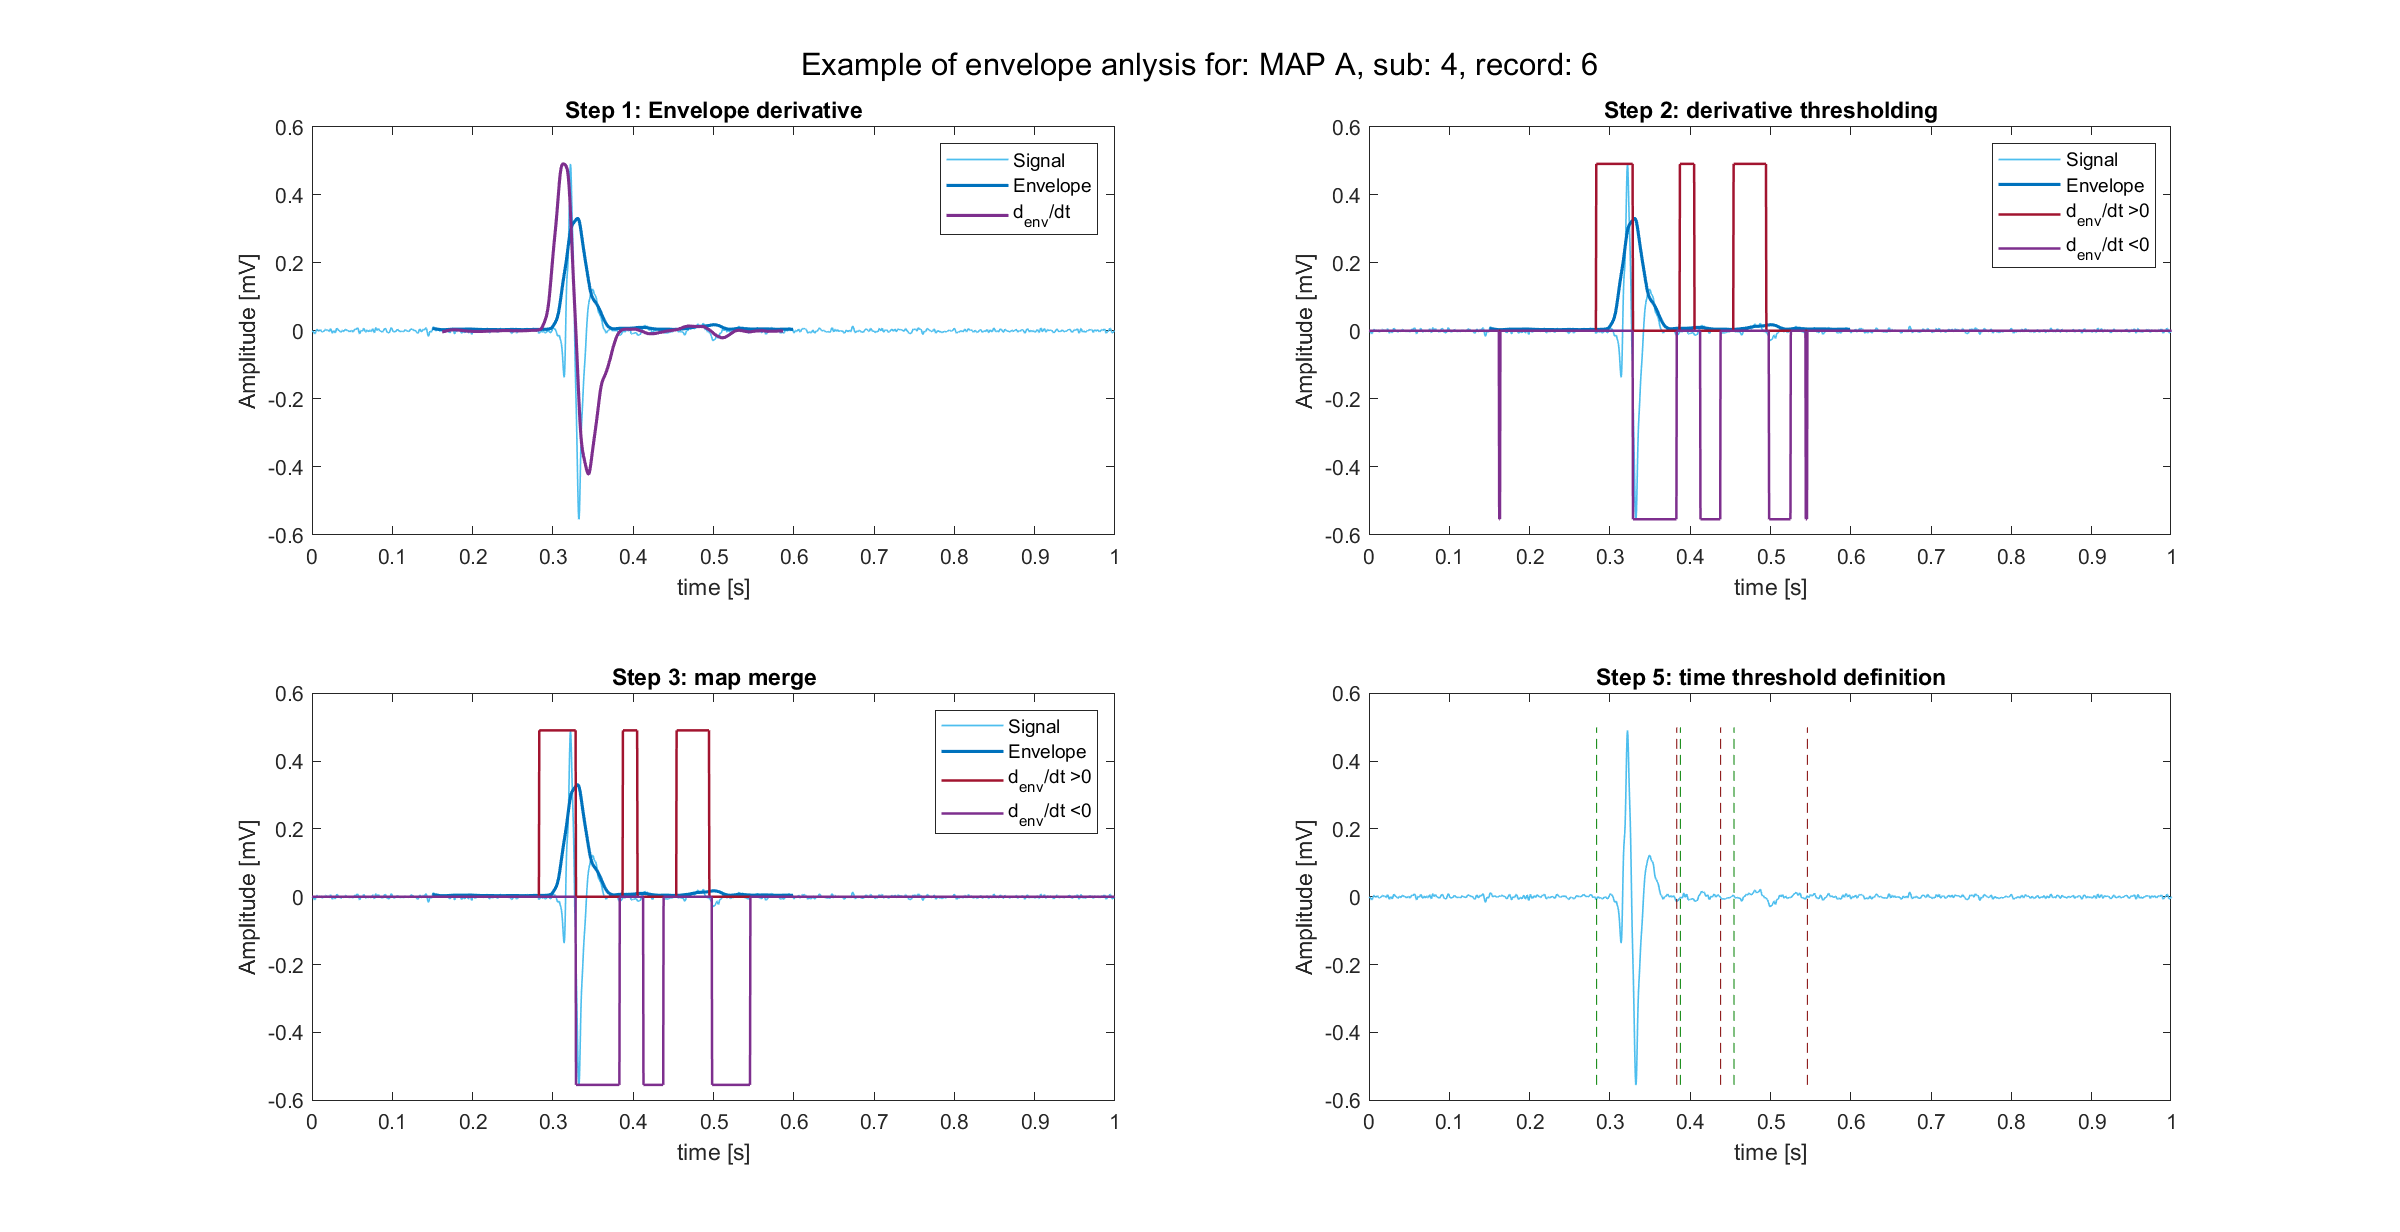 Example of envelope anlysis for: MAP A, sub: 4, record: 6
Step 1: Envelope derivative
0.6
0.4
0.2
0
-0.2
-0.4
-0.6
Amplitude [mV]
0 0.1 0.2 0.3 0.4 0.5 0.6 0.7 0.8 0.9 1
time [s]
Signal
Envelope
d_env/dt
Step 2: derivative thresholding
0.6
0.4
0.2
0
-0.2
-0.4
-0.6
Amplitude [mV]
0 0.1 0.2 0.3 0.4 0.5 0.6 0.7 0.8 0.9 1
time [s]
Signal
Envelope
d_env/dt >0
d_env/dt <0
Step 3: map merge
0.6
0.4
0.2
0
-0.2
-0.4
-0.6
Amplitude [mV]
0 0.1 0.2 0.3 0.4 0.5 0.6 0.7 0.8 0.9 1
time [s]
Signal
Envelope
d_env/dt >0
d_env/dt <0
Step 5: time threshold definition
0.6
0.4
0.2
0
-0.2
-0.4
-0.6
Amplitude [mV]
0 0.1 0.2 0.3 0.4 0.5 0.6 0.7 0.8 0.9 1
time [s]